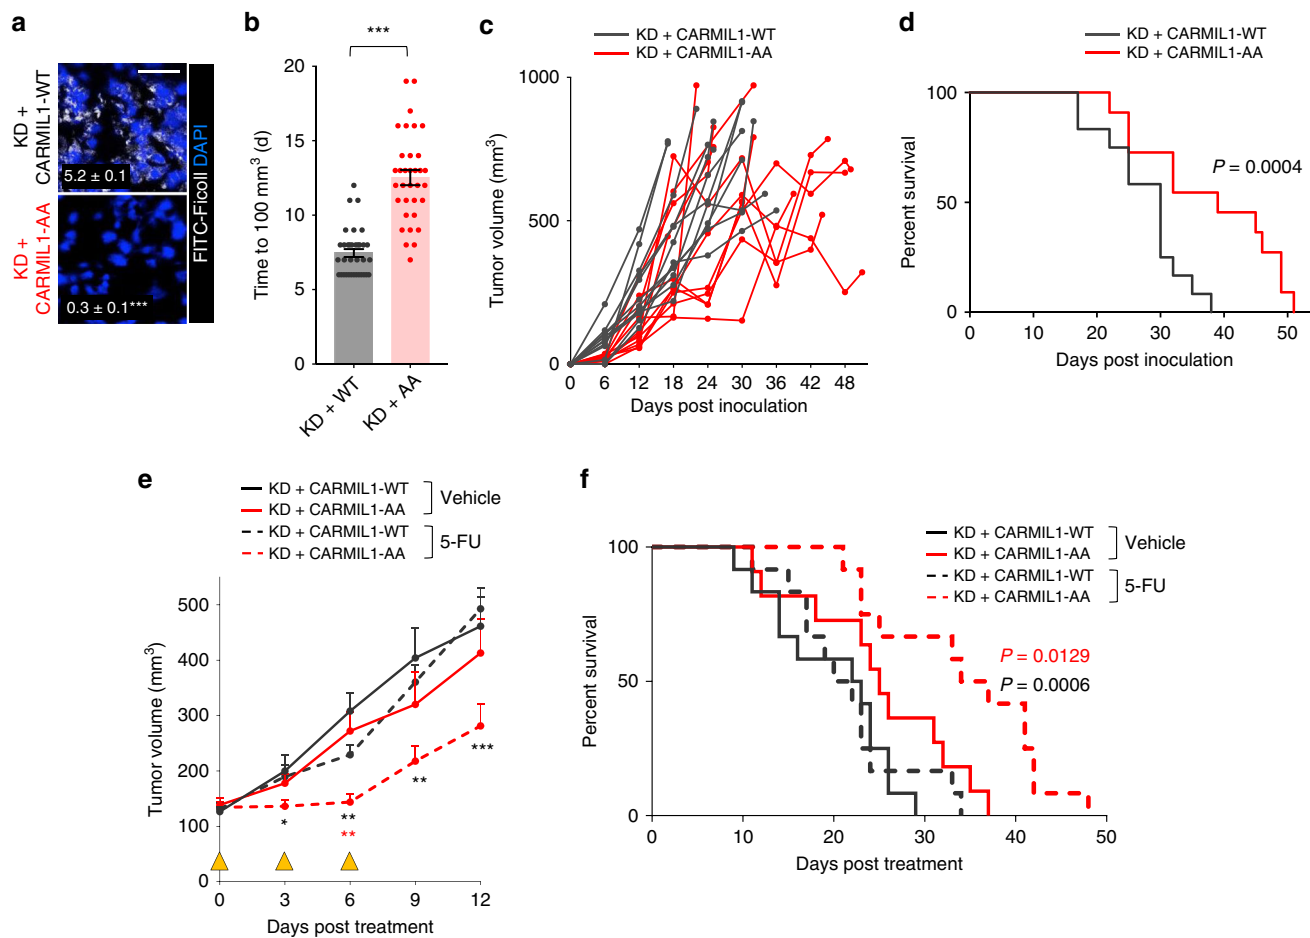 a
KD +
CARMIL1-WT
5.2 ± 0.1
KD +
CARMIL1-AA
0.3 ± 0.1***
FITC-Ficoll DAPI
b
***
Time to 100 mm³ (d)
20
15
10
5
0
KD + WT
KD + AA
c
KD + CARMIL1-WT
KD + CARMIL1-AA
Tumor volume (mm³)
1000
500
0
0 6 12 18 24 30 36 42 48
Days post inoculation
d
KD + CARMIL1-WT
KD + CARMIL1-AA
Percent survival
100
50
0
P = 0.0004
0 10 20 30 40 50
Days post inoculation
e
KD + CARMIL1-WT
KD + CARMIL1-AA
Vehicle
KD + CARMIL1-WT
KD + CARMIL1-AA
5-FU
Tumor volume (mm³)
500
400
300
200
100
0
*
**
**
**
***
0 3 6 9 12
Days post treatment
f
KD + CARMIL1-WT
KD + CARMIL1-AA
Vehicle
KD + CARMIL1-WT
KD + CARMIL1-AA
5-FU
Percent survival
100
50
0
P = 0.0129
P = 0.0006
0 10 20 30 40 50
Days post treatment